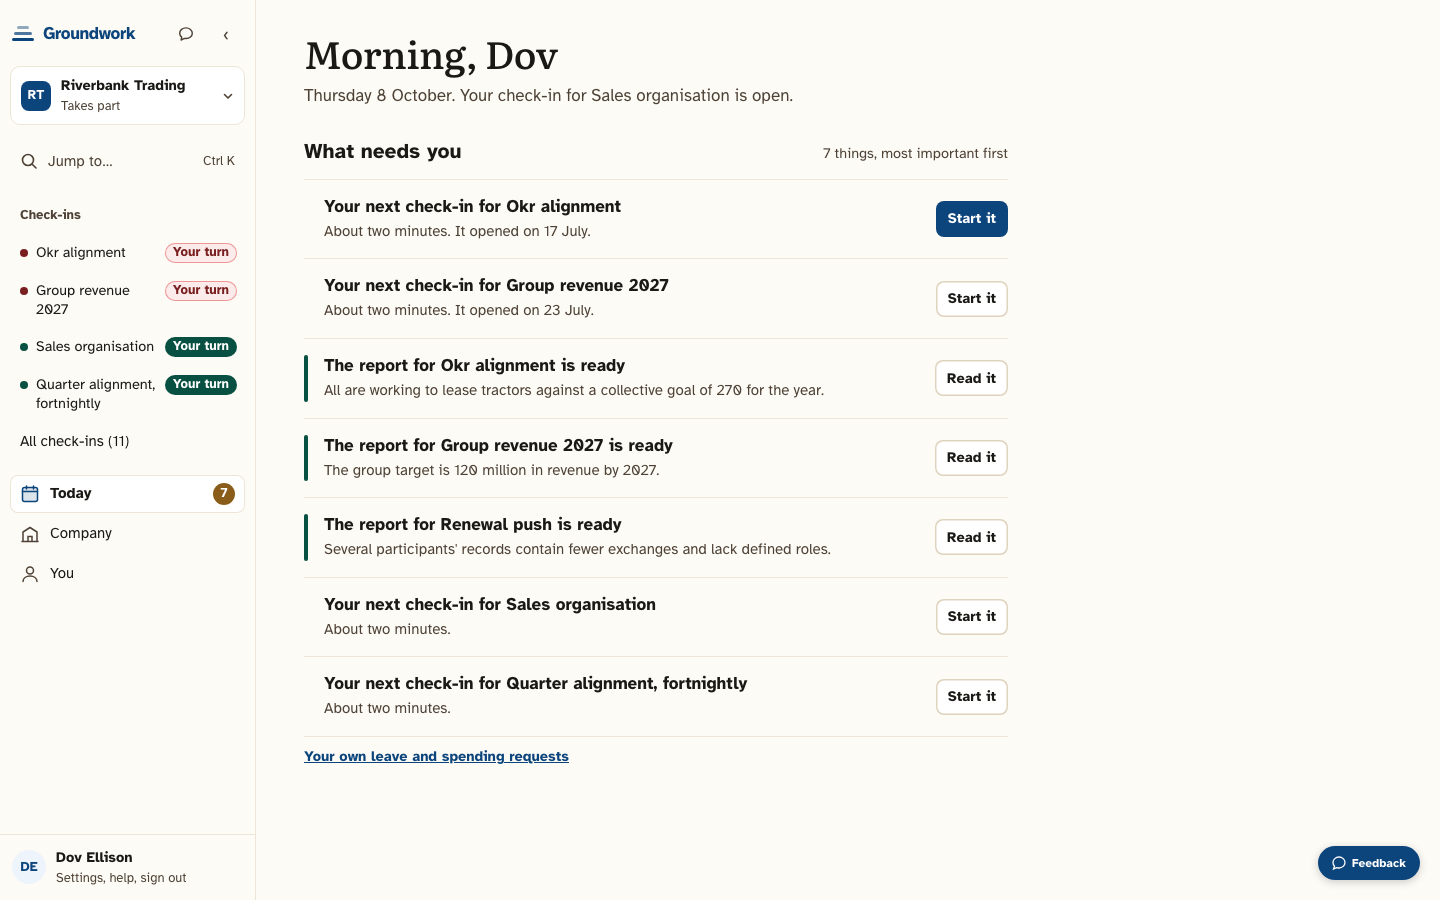 Groundwork
RT
Riverbank Trading
Takes part
Jump to...
Ctrl K
Check-ins
Okr alignment
Your turn
Group revenue
2027
Your turn
Sales organisation
Your turn
Quarter alignment,
fortnightly
Your turn
All check-ins (11)
Today
7
Company
You
DE
Dov Ellison
Settings, help, sign out
Morning, Dov
Thursday 8 October. Your check-in for Sales organisation is open.
What needs you
7 things, most important first
Your next check-in for Okr alignment
About two minutes. It opened on 17 July.
Start it
Your next check-in for Group revenue 2027
About two minutes. It opened on 23 July.
Start it
The report for Okr alignment is ready
All are working to lease tractors against a collective goal of 270 for the year.
Read it
The report for Group revenue 2027 is ready
The group target is 120 million in revenue by 2027.
Read it
The report for Renewal push is ready
Several participants' records contain fewer exchanges and lack defined roles.
Read it
Your next check-in for Sales organisation
About two minutes.
Start it
Your next check-in for Quarter alignment, fortnightly
About two minutes.
Start it
Your own leave and spending requests
Feedback